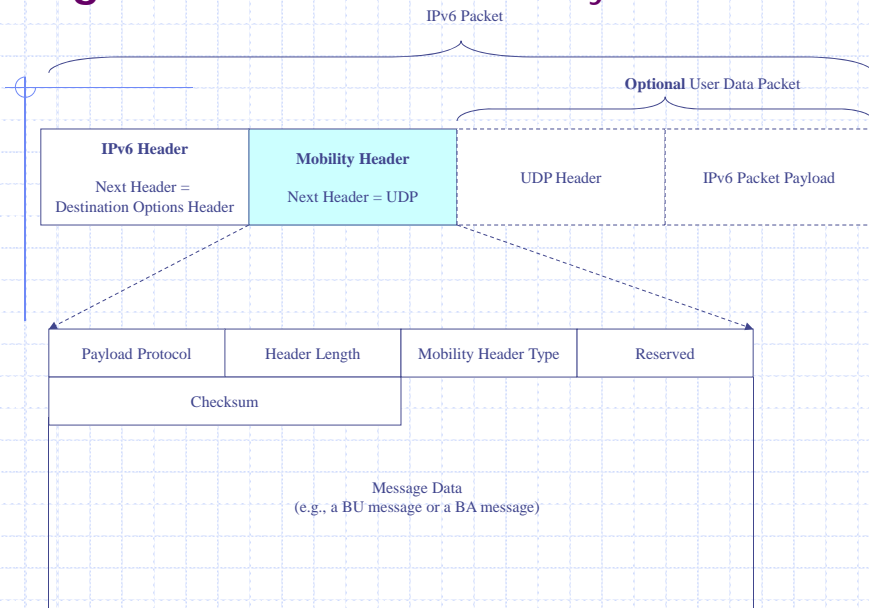 IPv6 Packet
Optional User Data Packet
IPv6 Header
Next Header =
Destination Options Header
Mobility Header
Next Header = UDP
UDP Header
IPv6 Packet Payload
Payload Protocol
Header Length
Mobility Header Type
Reserved
Checksum
Message Data
(e.g., a BU message or a BA message)